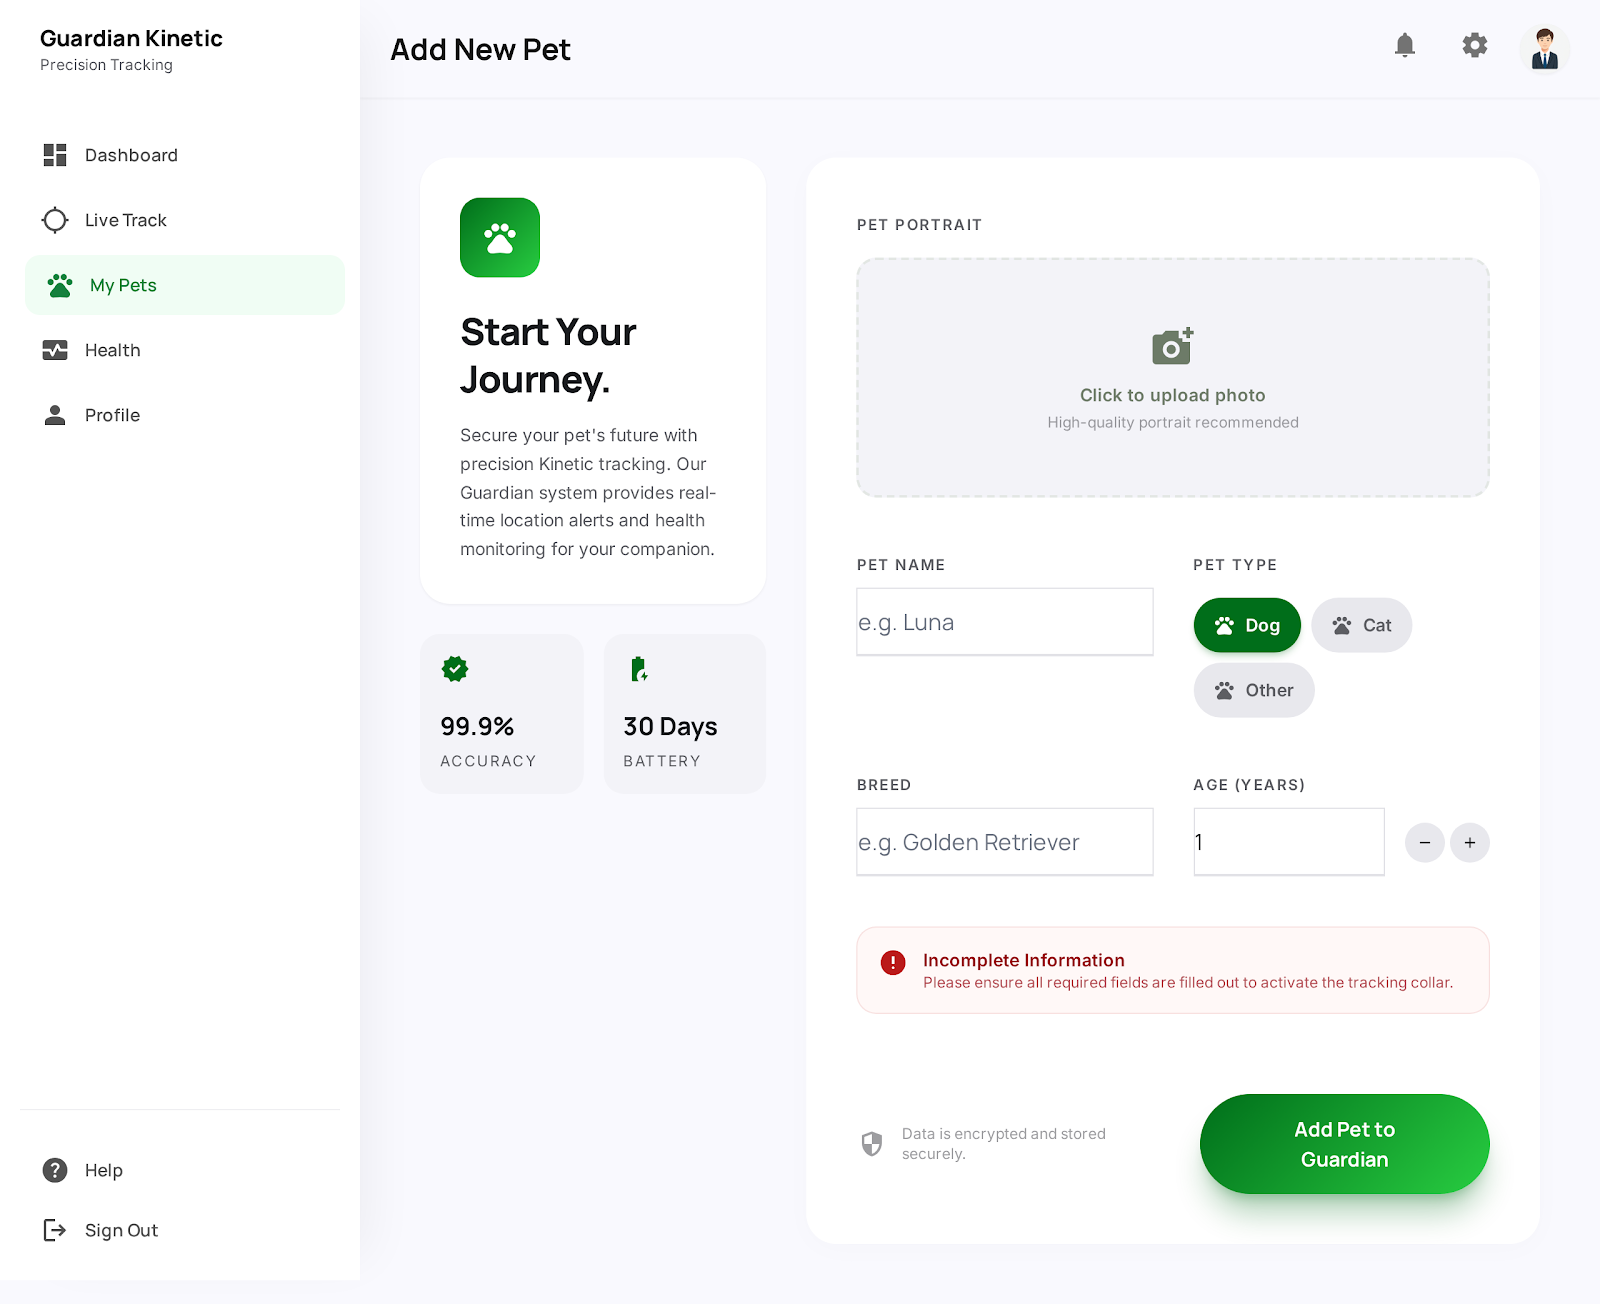 Guardian Kinetic
Precision Tracking
Dashboard
Live Track
My Pets
Health
Profile
Help
Sign Out
Add New Pet
Start Your
Journey.
Secure your pet's future with
precision Kinetic tracking. Our
Guardian system provides real-
time location alerts and health
monitoring for your companion.
99.9%
ACCURACY
30 Days
BATTERY
PET PORTRAIT
Click to upload photo
High-quality portrait recommended
PET NAME
e.g. Luna
PET TYPE
Dog
Cat
Other
BREED
e.g. Golden Retriever
AGE (YEARS)
1
−
+
Incomplete Information
Please ensure all required fields are filled out to activate the tracking collar.
Data is encrypted and stored
securely.
Add Pet to
Guardian